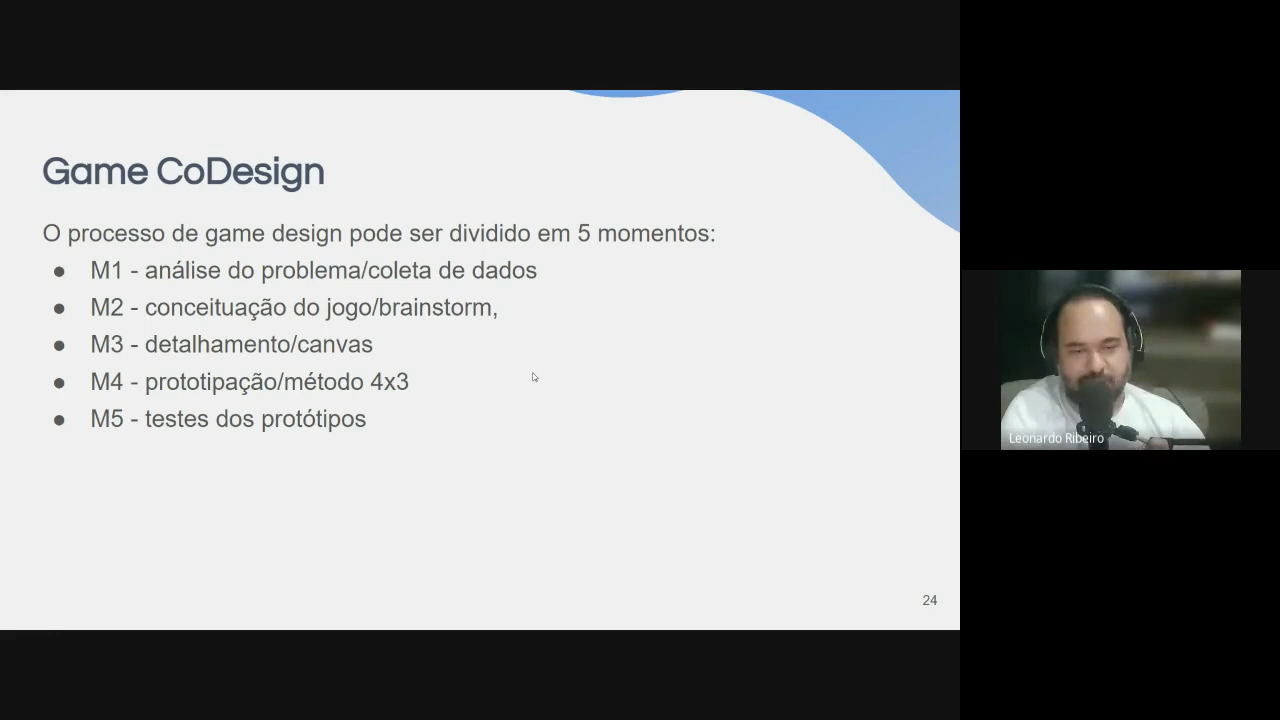 Game CoDesign
O processo de game design pode ser dividido em 5 momentos:
● M1 - análise do problema/coleta de dados
● M2 - conceituação do jogo/brainstorm,
● M3 - detalhamento/canvas
● M4 - prototipação/método 4x3
● M5 - testes dos protótipos
24
Leonardo Ribeiro